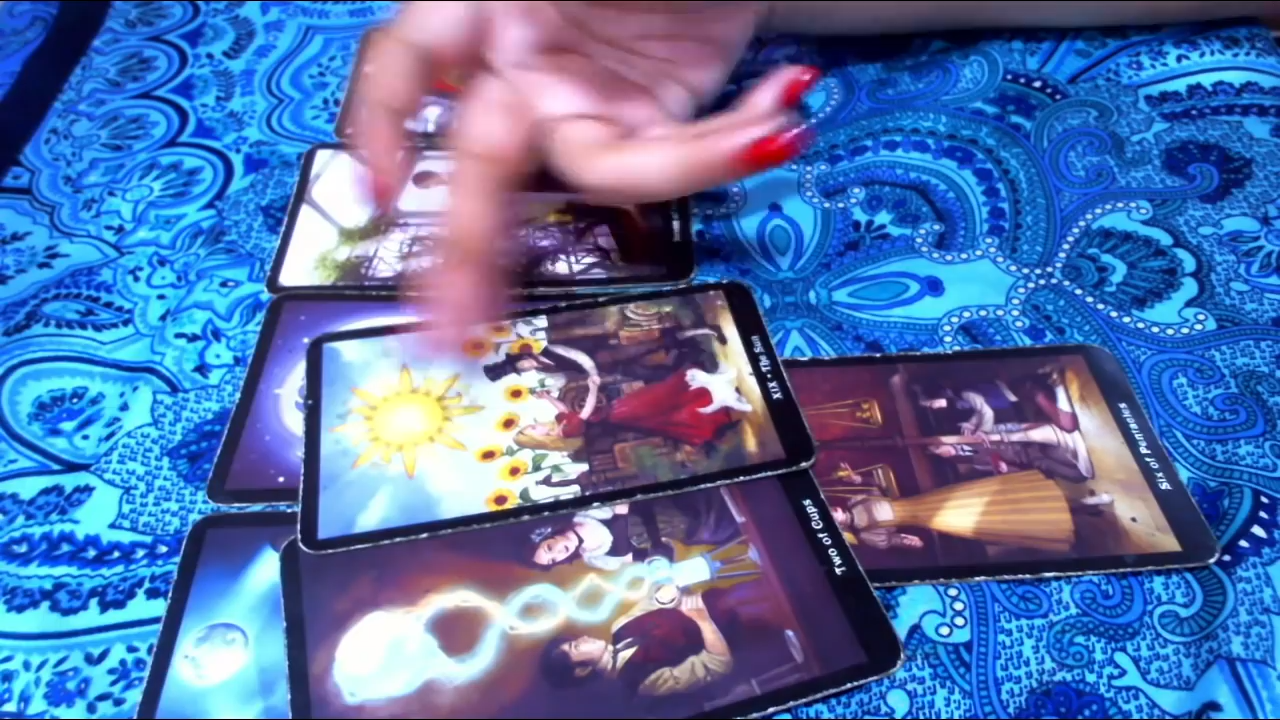 XIX • The Sun
Six of Pentacles
Two of Cups